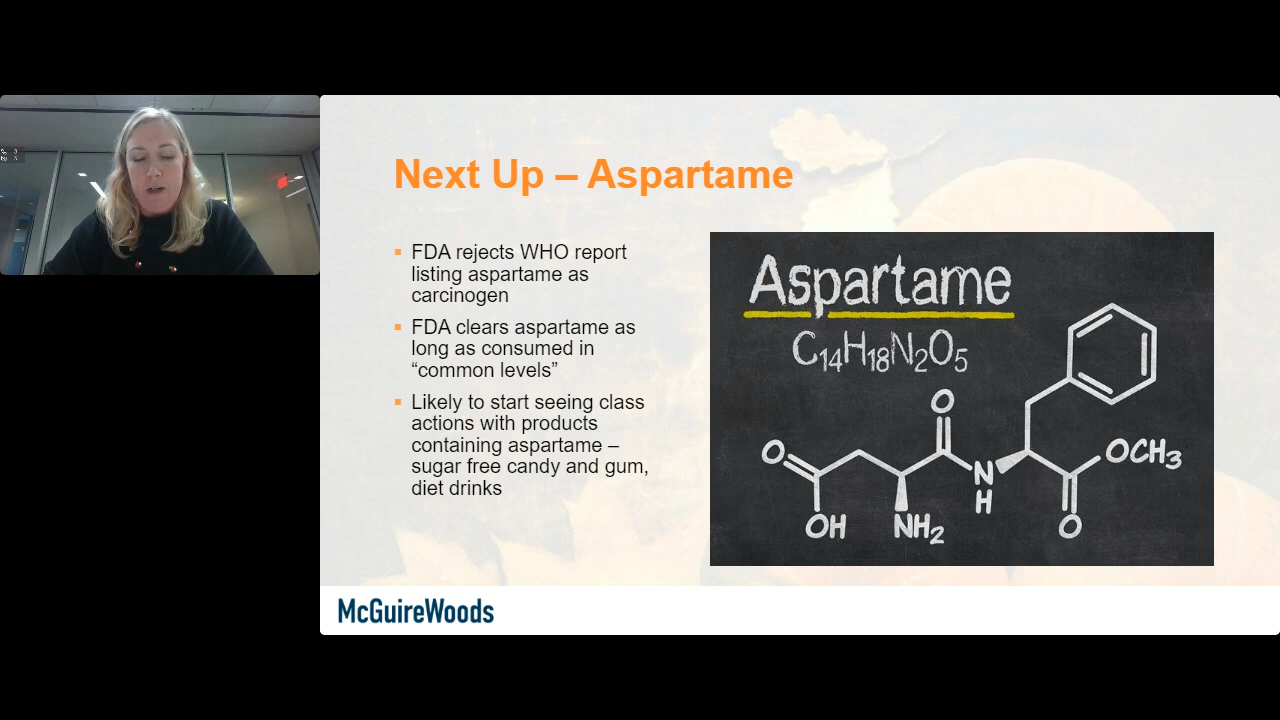 Next Up – Aspartame
▪ FDA rejects WHO report
listing aspartame as
carcinogen
▪ FDA clears aspartame as
long as consumed in
“common levels”
▪ Likely to start seeing class
actions with products
containing aspartame –
sugar free candy and gum,
diet drinks
Aspartame
C₁₄H₁₈N₂O₅
O
O
OCH₃
N
H
OH
NH₂
O
McGuireWoods